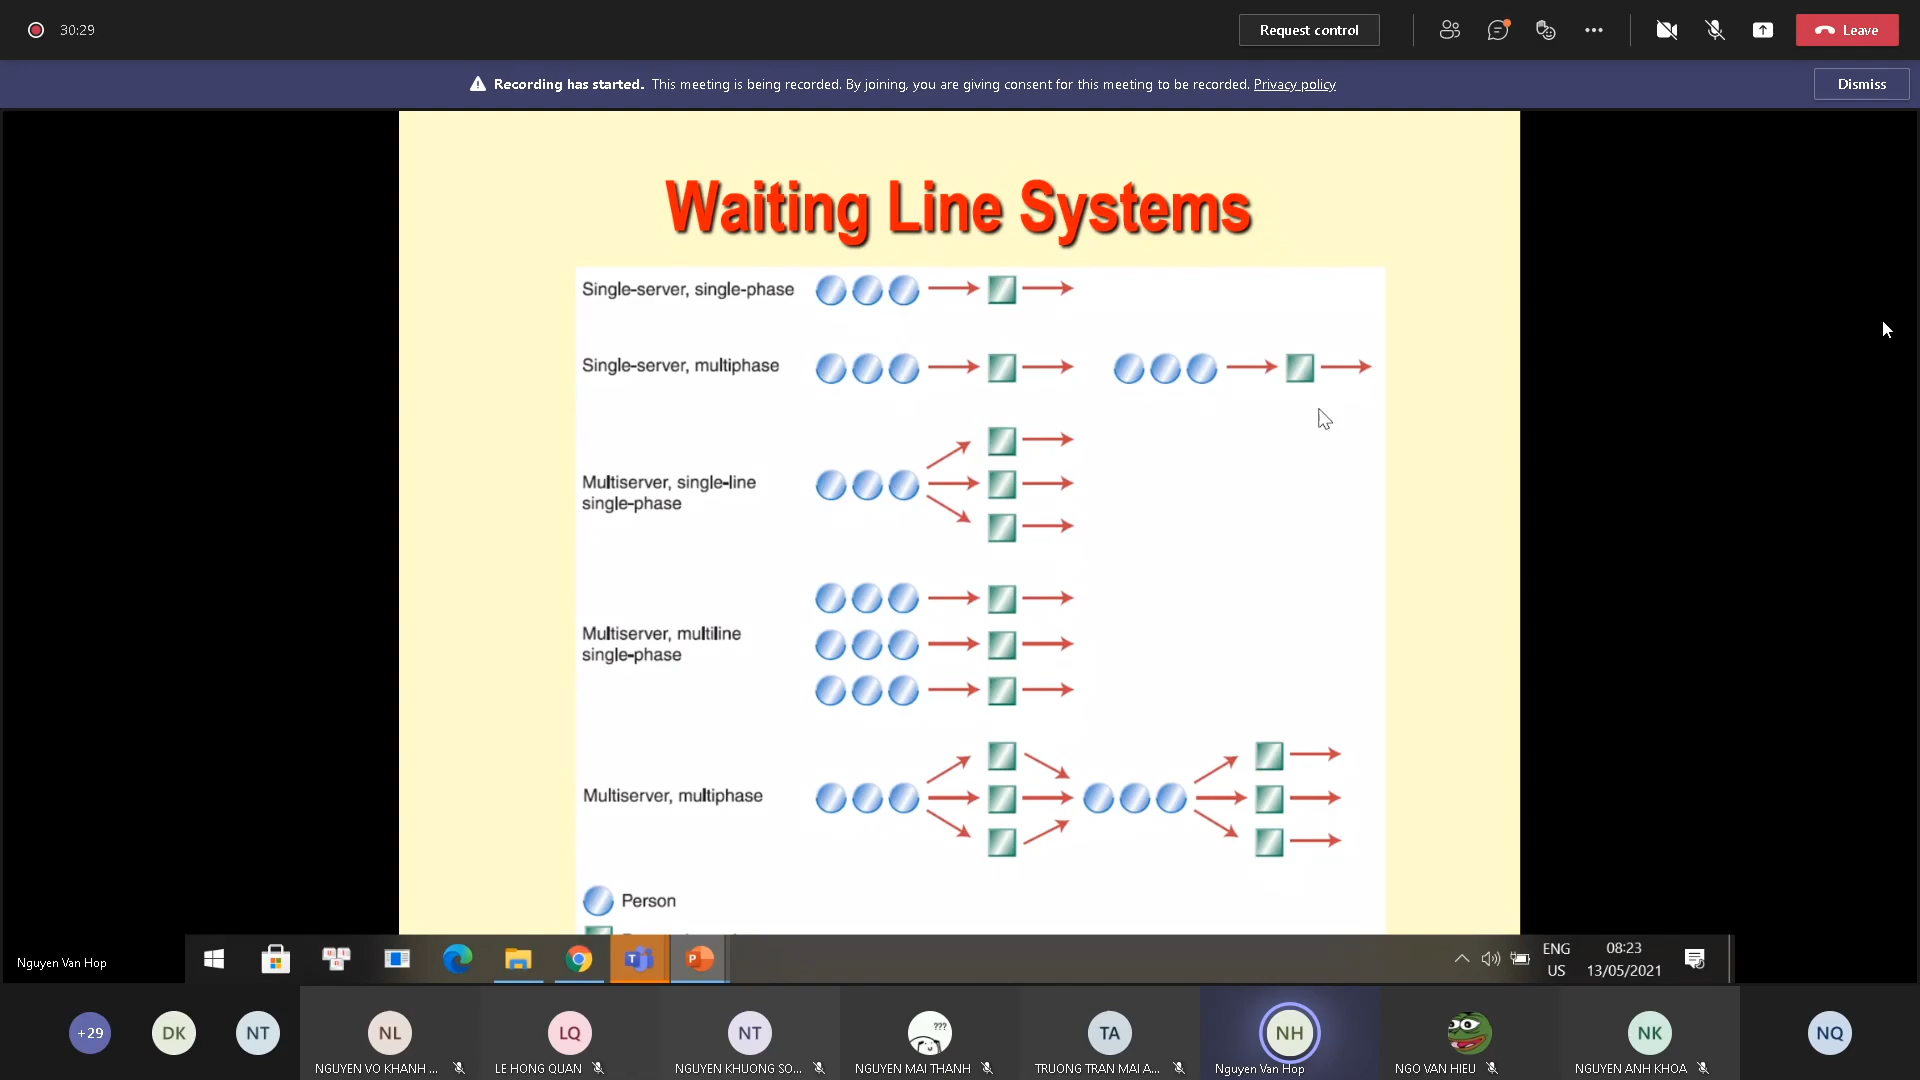 30:29
Request control
Leave
Recording has started. This meeting is being recorded. By joining, you are giving consent for this meeting to be recorded. Privacy policy
Dismiss
Waiting Line Systems
Single-server, single-phase
Single-server, multiphase
Multiserver, single-line
single-phase
Multiserver, multiline
single-phase
Multiserver, multiphase
Person
Nguyen Van Hop
ENG
US
08:23
13/05/2021
+29
DK
NT
NL
NGUYEN VO KHANH ...
LQ
LE HONG QUAN
NT
NGUYEN KHUONG SO...
???
NGUYEN MAI THANH
TA
TRUONG TRAN MAI A...
NH
Nguyen Van Hop
NGO VAN HIEU
NK
NGUYEN ANH KHOA
NQ